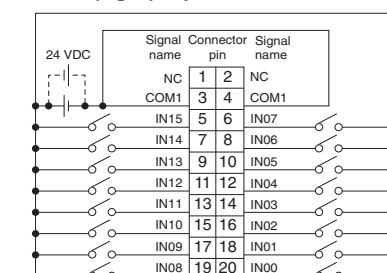 Signal Connector Signal
24 VDC name pin name
NC 1 2 NC
COM1 3 4 COM1
IN15 5 6 IN07
IN14 7 8 IN06
IN13 9 10 IN05
IN12 11 12 IN04
IN11 13 14 IN03
IN10 15 16 IN02
IN09 17 18 IN01
IN08 19 20 IN00